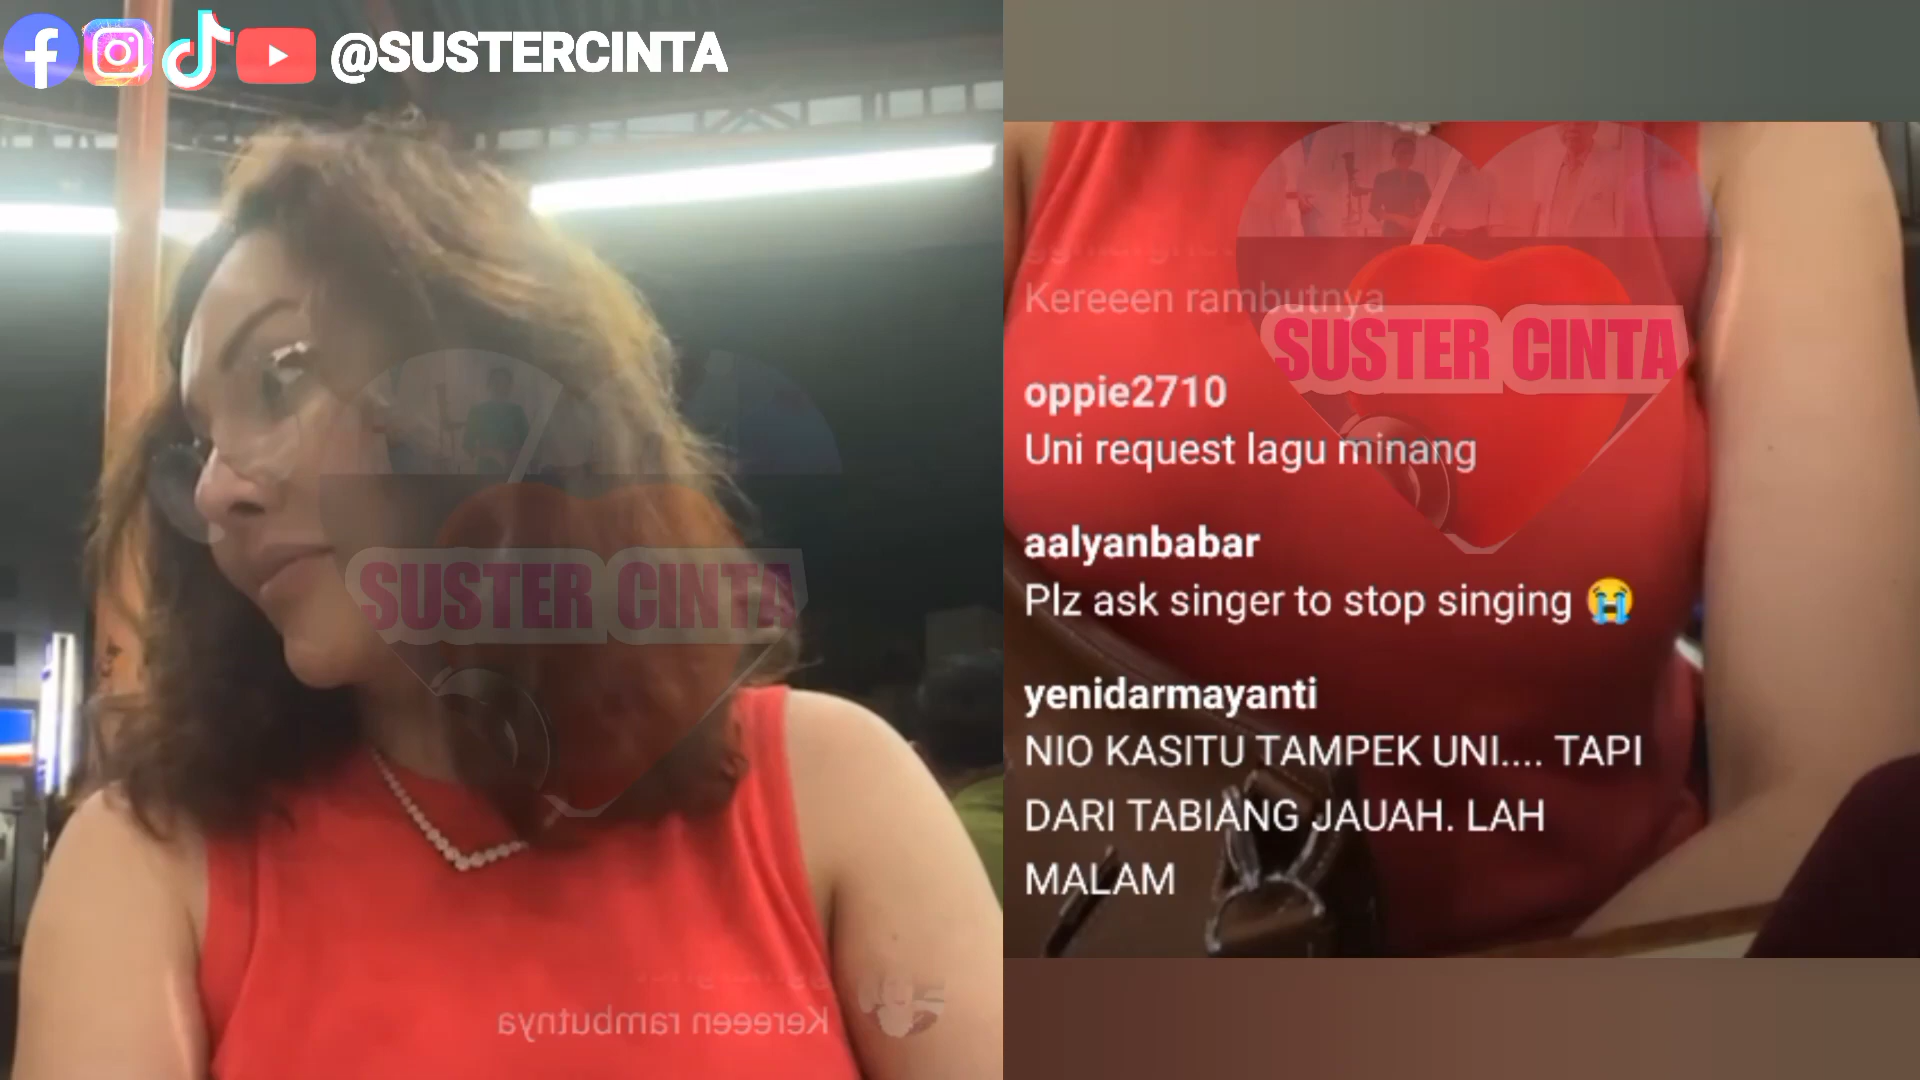 @SUSTERCINTA
SUSTER CINTA
Kereeen rambutnya
Kereeen rambutnya
SUSTER CINTA
oppie2710
Uni request lagu minang
aalyanbabar
Plz ask singer to stop singing 😭
yenidarmayanti
NIO KASITU TAMPEK UNI.... TAPI
DARI TABIANG JAUAH. LAH
MALAM